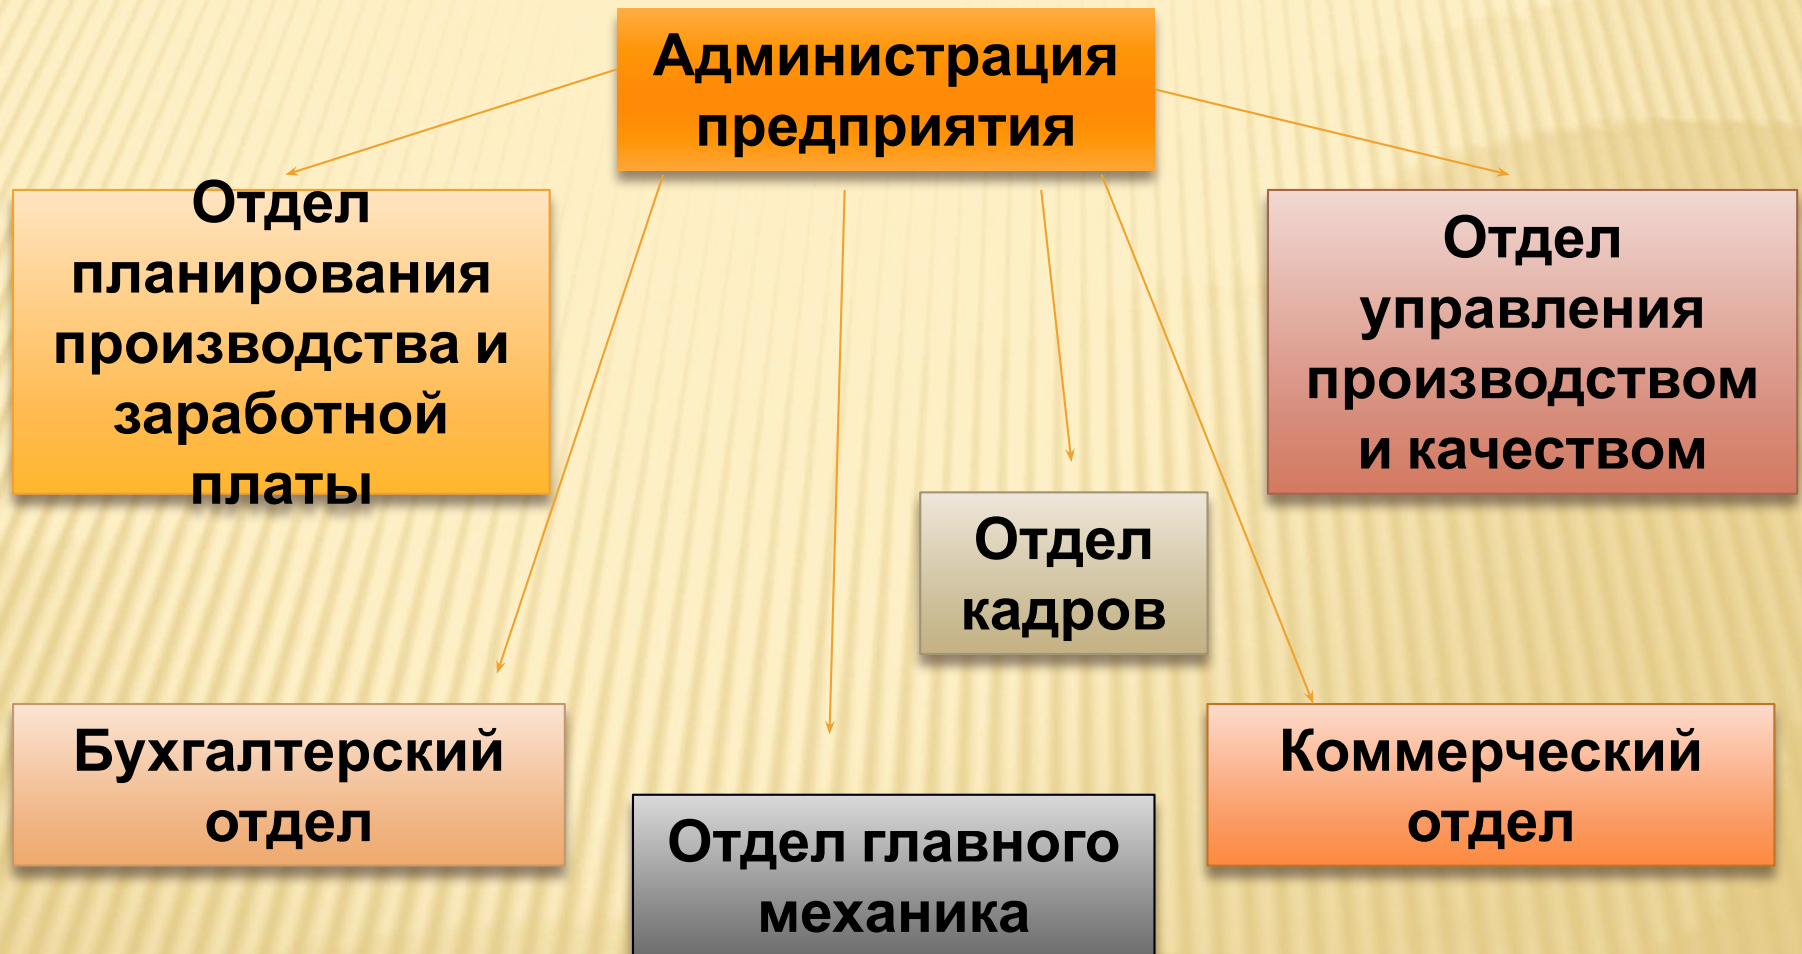 Администрация
предприятия
Отдел
планирования
производства и
заработной
платы
Отдел
управления
производством
и качеством
Отдел
кадров
Бухгалтерский
отдел
Коммерческий
отдел
Отдел главного
механика